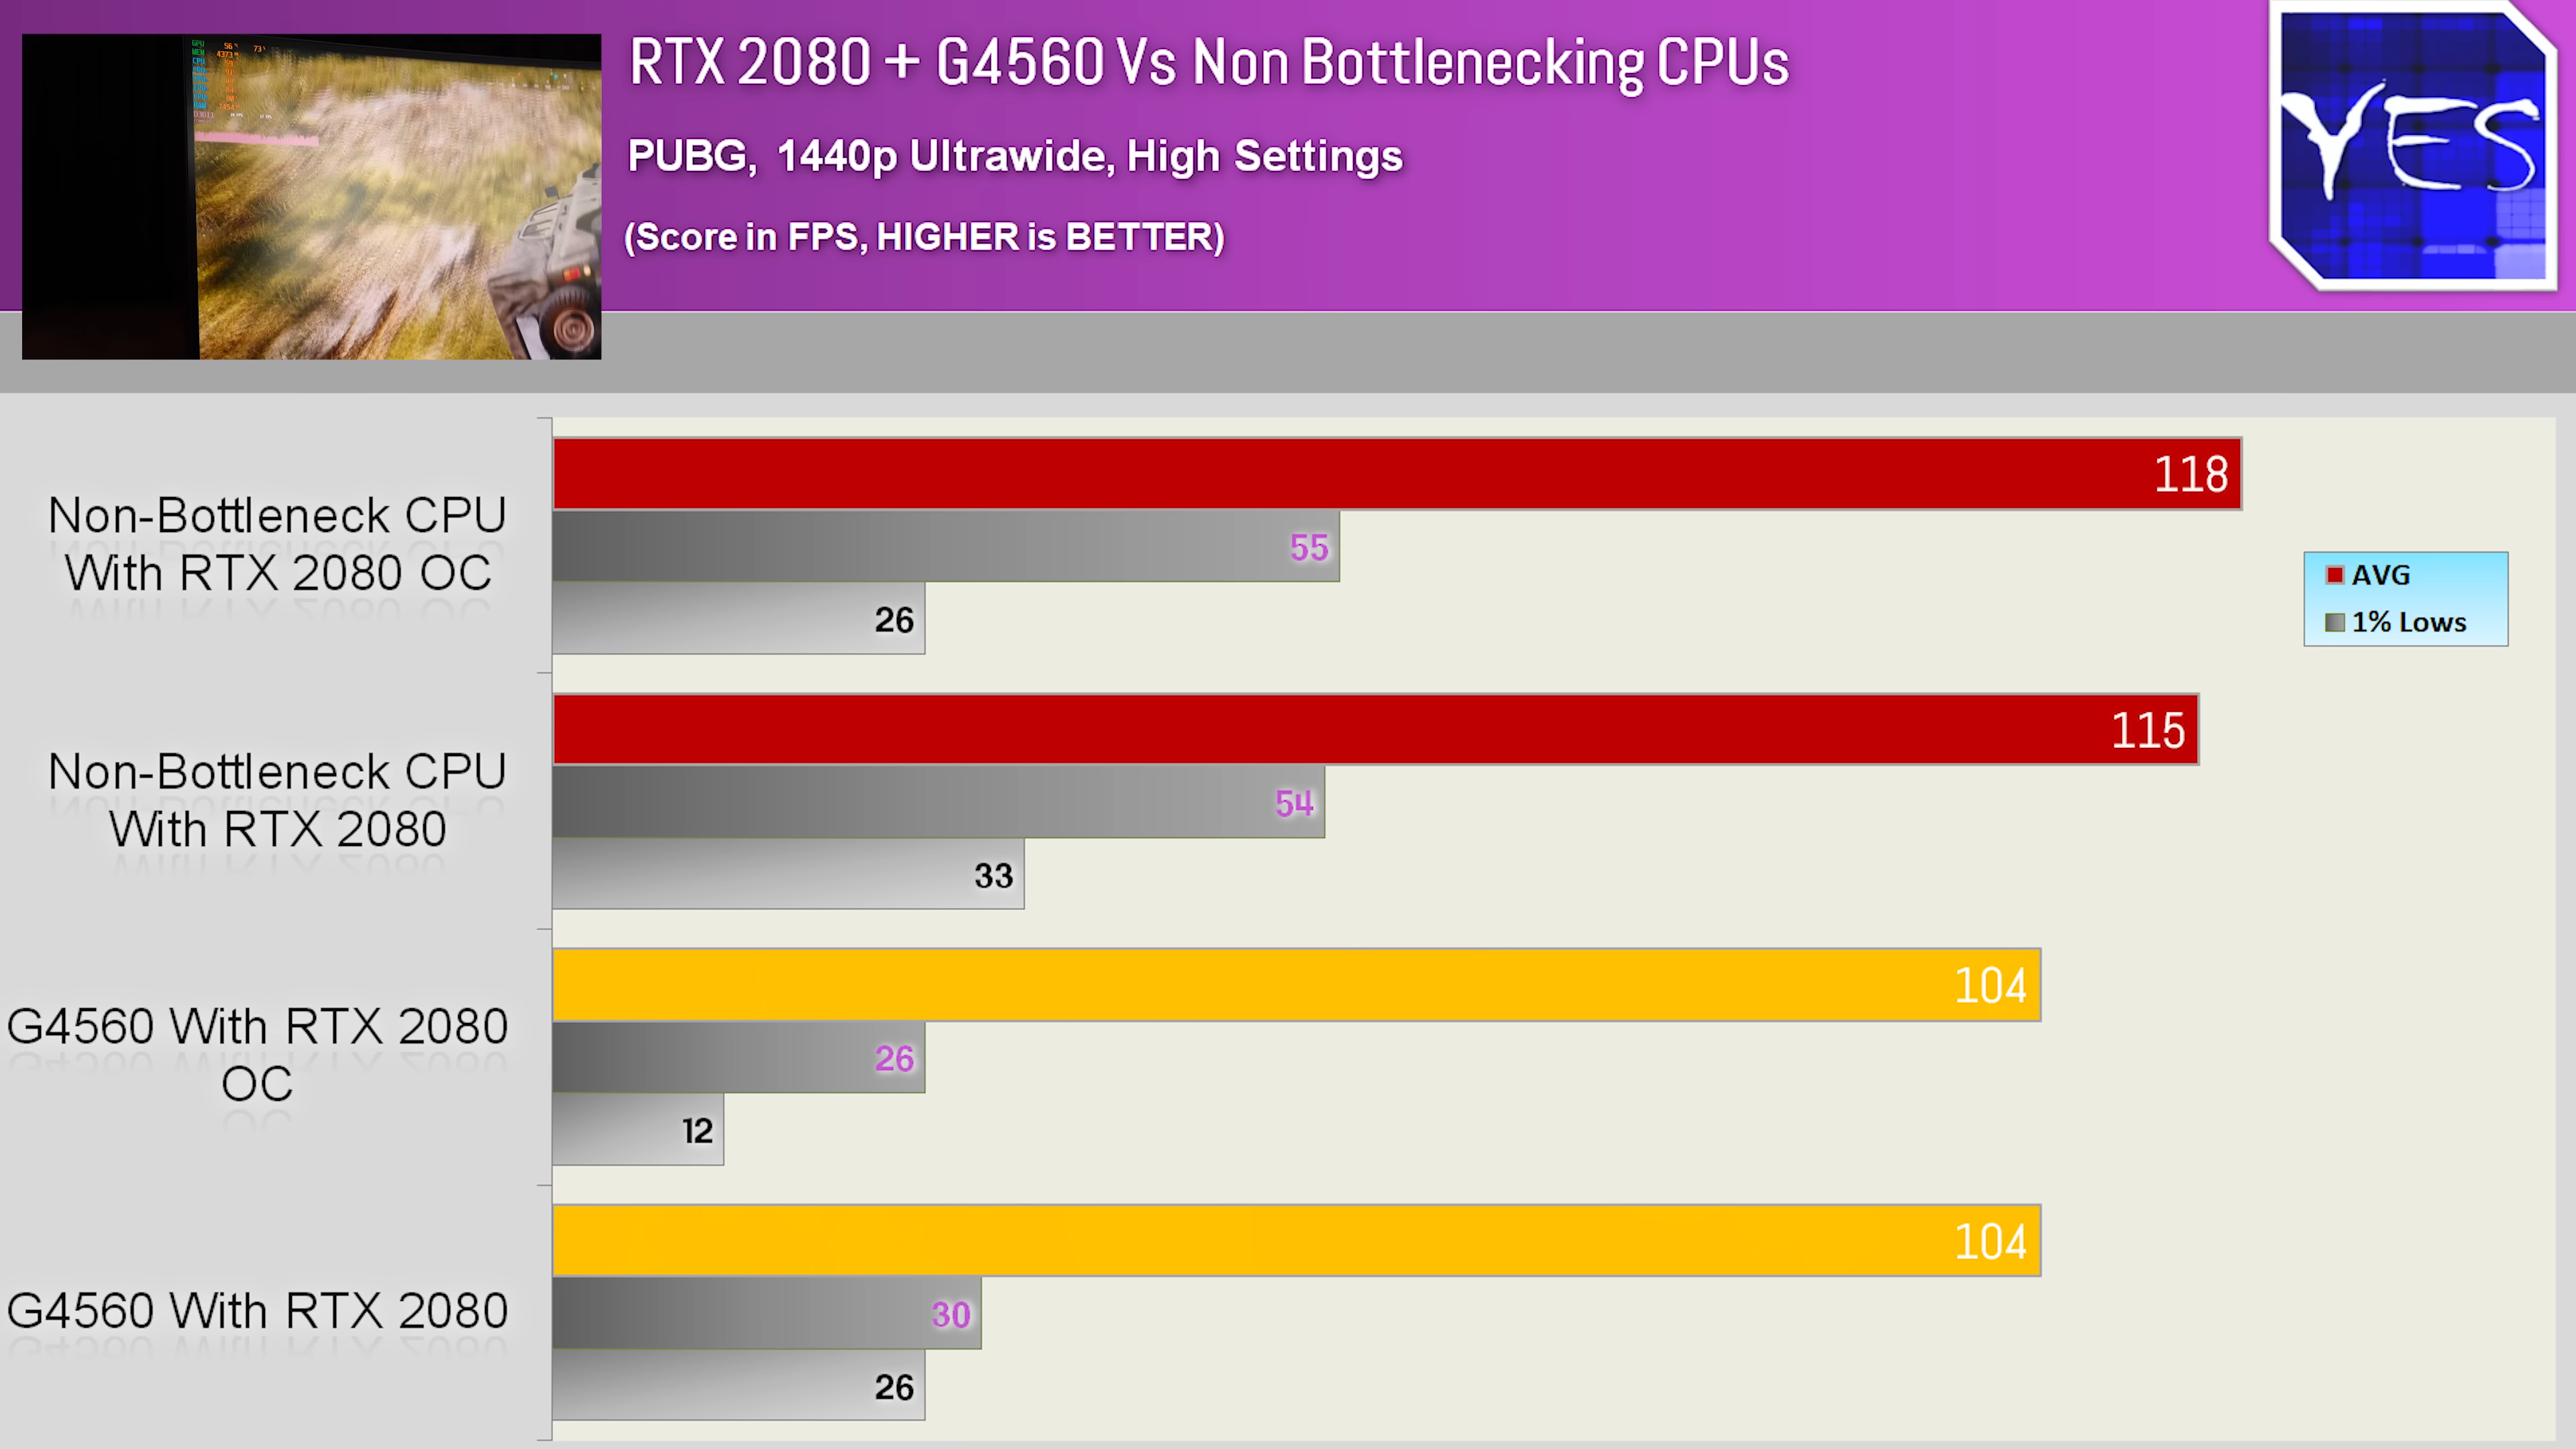 RTX 2080 + G4560 Vs Non Bottlenecking CPUs
PUBG, 1440p Ultrawide, High Settings
(Score in FPS, HIGHER is BETTER)
YES
Non-Bottleneck CPU
With RTX 2080 OC
118
55
26
AVG
1% Lows
Non-Bottleneck CPU
With RTX 2080
115
54
33
G4560 With RTX 2080
OC
104
26
12
G4560 With RTX 2080
104
30
26